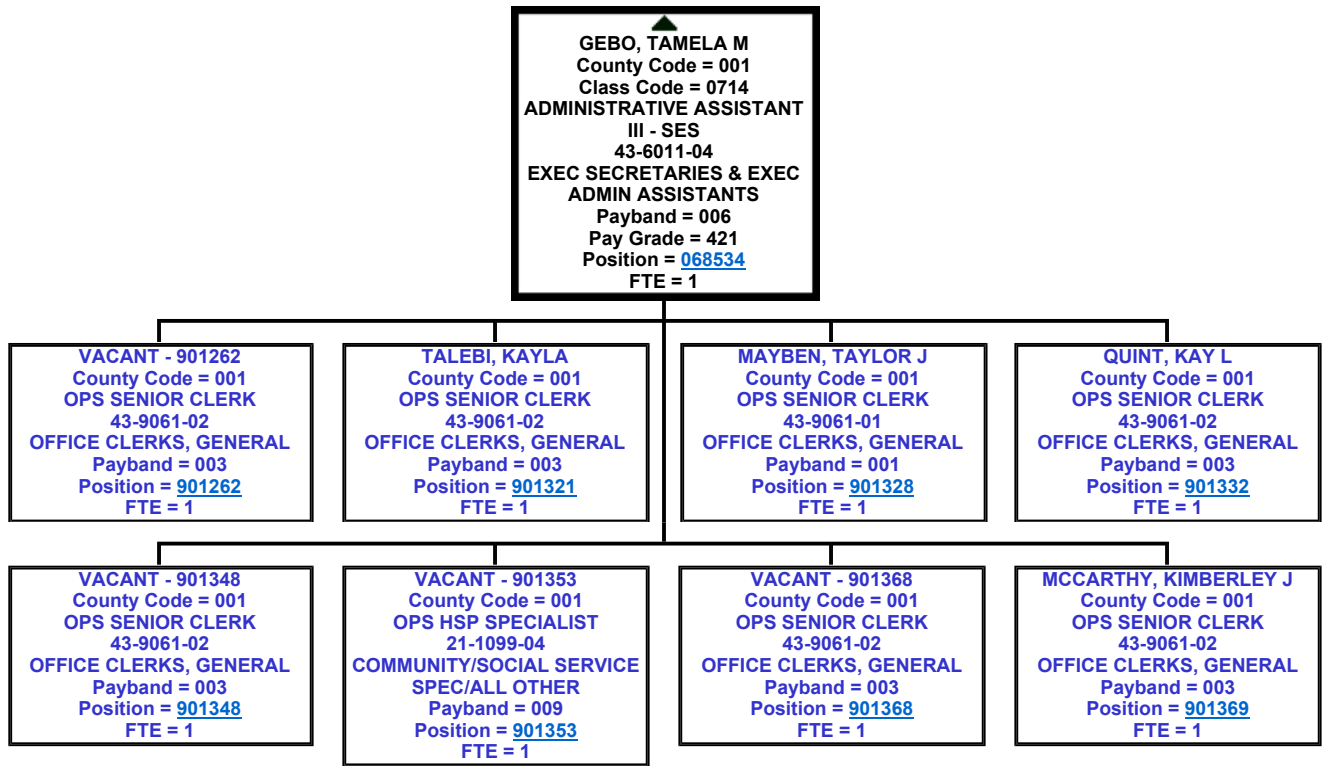 GEBO, TAMELA M
County Code = 001
Class Code = 0714
ADMINISTRATIVE ASSISTANT
III - SES
43-6011-04
EXEC SECRETARIES & EXEC
ADMIN ASSISTANTS
Payband = 006
Pay Grade = 421
Position = 068534
FTE = 1
VACANT - 901262
County Code = 001
OPS SENIOR CLERK
43-9061-02
OFFICE CLERKS, GENERAL
Payband = 003
Position = 901262
FTE = 1
TALEBI, KAYLA
County Code = 001
OPS SENIOR CLERK
43-9061-02
OFFICE CLERKS, GENERAL
Payband = 003
Position = 901321
FTE = 1
MAYBEN, TAYLOR J
County Code = 001
OPS SENIOR CLERK
43-9061-01
OFFICE CLERKS, GENERAL
Payband = 001
Position = 901328
FTE = 1
QUINT, KAY L
County Code = 001
OPS SENIOR CLERK
43-9061-02
OFFICE CLERKS, GENERAL
Payband = 003
Position = 901332
FTE = 1
VACANT - 901348
County Code = 001
OPS SENIOR CLERK
43-9061-02
OFFICE CLERKS, GENERAL
Payband = 003
Position = 901348
FTE = 1
VACANT - 901353
County Code = 001
OPS HSP SPECIALIST
21-1099-04
COMMUNITY/SOCIAL SERVICE
SPEC/ALL OTHER
Payband = 009
Position = 901353
FTE = 1
VACANT - 901368
County Code = 001
OPS SENIOR CLERK
43-9061-02
OFFICE CLERKS, GENERAL
Payband = 003
Position = 901368
FTE = 1
MCCARTHY, KIMBERLEY J
County Code = 001
OPS SENIOR CLERK
43-9061-02
OFFICE CLERKS, GENERAL
Payband = 003
Position = 901369
FTE = 1